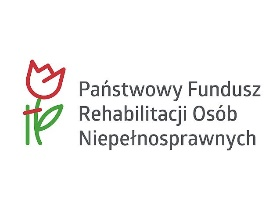 Państwowy Fundusz
Rehabilitacji Osób
Niepełnosprawnych